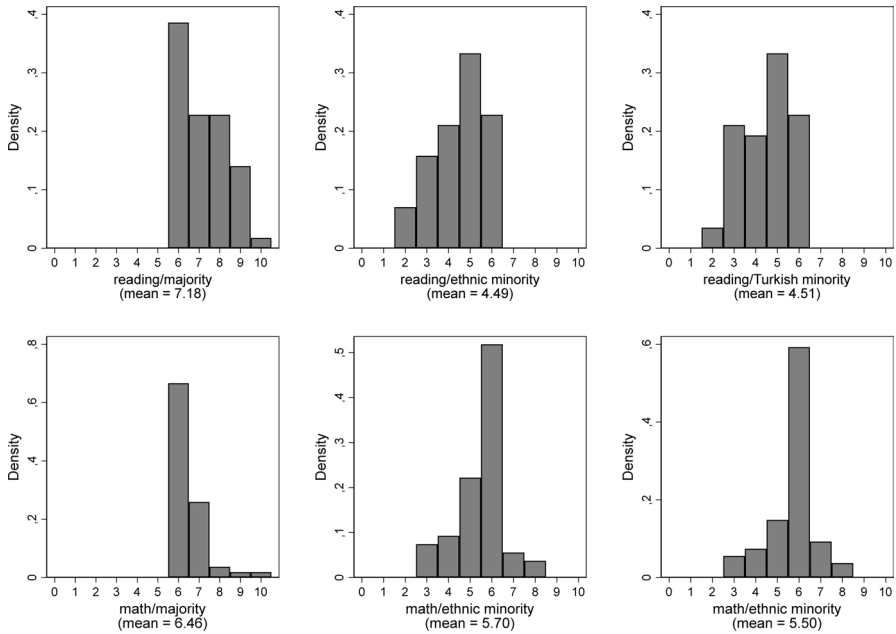 ,4
,3
,2
,1
0
Density
0 1 2 3 4 5 6 7 8 9 10
reading/majority
(mean = 7.18)
,4
,3
,2
,1
0
Density
0 1 2 3 4 5 6 7 8 9 10
reading/ethnic minority
(mean = 4.49)
,4
,3
,2
,1
0
Density
0 1 2 3 4 5 6 7 8 9 10
reading/Turkish minority
(mean = 4.51)
,8
,6
,4
,2
0
Density
0 1 2 3 4 5 6 7 8 9 10
math/majority
(mean = 6.46)
,5
,4
,3
,2
,1
0
Density
0 1 2 3 4 5 6 7 8 9 10
math/ethnic minority
(mean = 5.70)
,6
,4
,2
0
Density
0 1 2 3 4 5 6 7 8 9 10
math/ethnic minority
(mean = 5.50)